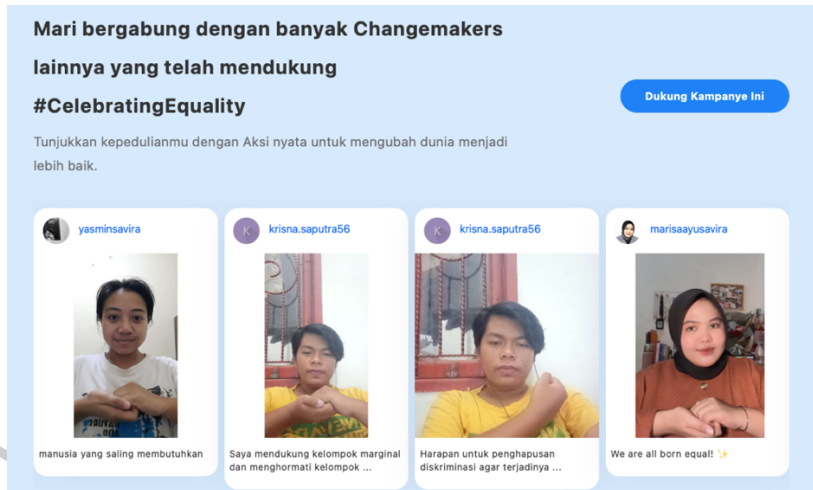 Mari bergabung dengan banyak Changemakers
lainnya yang telah mendukung
#CelebratingEquality
Dukung Kampanye Ini
Tunjukkan kepedulianmu dengan Aksi nyata untuk mengubah dunia menjadi
lebih baik.
yasminsavira
manusia yang saling membutuhkan
K krisna.saputra56
Saya mendukung kelompok marginal
dan menghormati kelompok ...
K krisna.saputra56
Harapan untuk penghapusan
diskriminasi agar terjadinya ...
marisaayusavira
We are all born equal! ✨